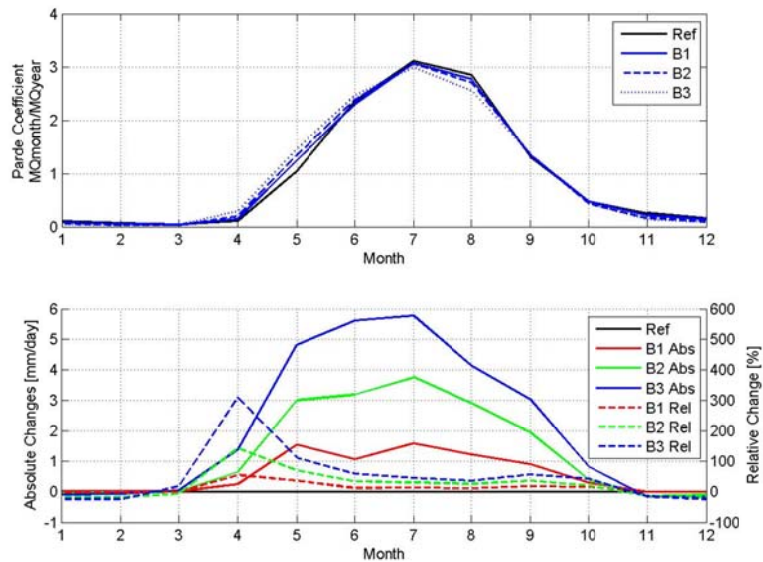 Parde Coefficient
MQmonth/MQyear
4
3
2
1
0
1 2 3 4 5 6 7 8 9 10 11 12
Month
Ref
B1
B2
B3
Absolute Changes [mm/day]
6
5
4
3
2
1
0
-1
1 2 3 4 5 6 7 8 9 10 11 12
Month
Ref
B1 Abs
B2 Abs
B3 Abs
B1 Rel
B2 Rel
B3 Rel
600
500
400
300
200
100
0
-100
Relative Change [%]